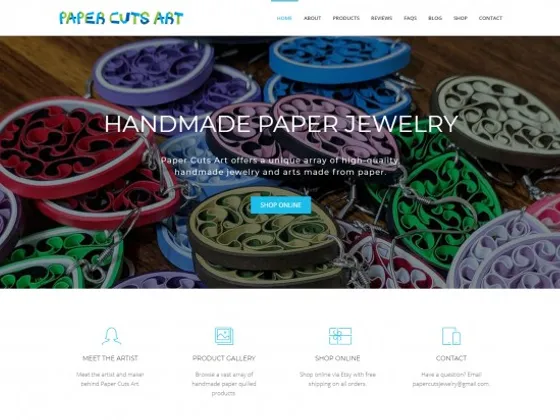 PAPER CUTS ART
HOME ABOUT PRODUCTS REVIEWS FAQS BLOG SHOP CONTACT
HANDMADE PAPER JEWELRY
Paper Cuts Art offers a unique array of high-quality,
handmade jewelry and arts made from paper.
SHOP ONLINE
MEET THE ARTIST PRODUCT GALLERY SHOP ONLINE CONTACT
Meet the artist and maker Browse a vast array of Shop online via Etsy with free Have a question? Email
behind Paper Cuts Art handmade paper quilled shipping on all orders. papercutsjewelry@gmail.com.
products